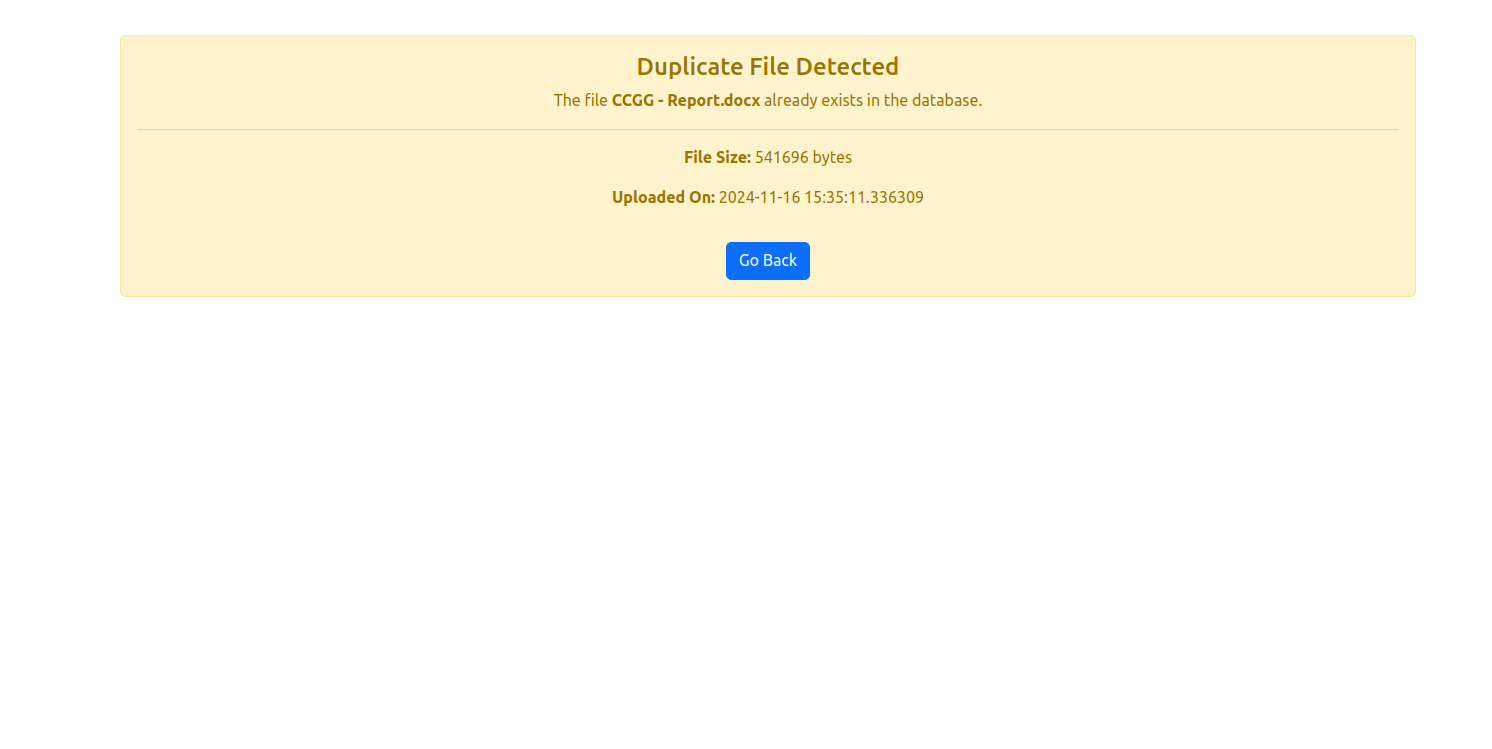 Duplicate File Detected
The file CCGG - Report.docx already exists in the database.
File Size: 541696 bytes
Uploaded On: 2024-11-16 15:35:11.336309
Go Back